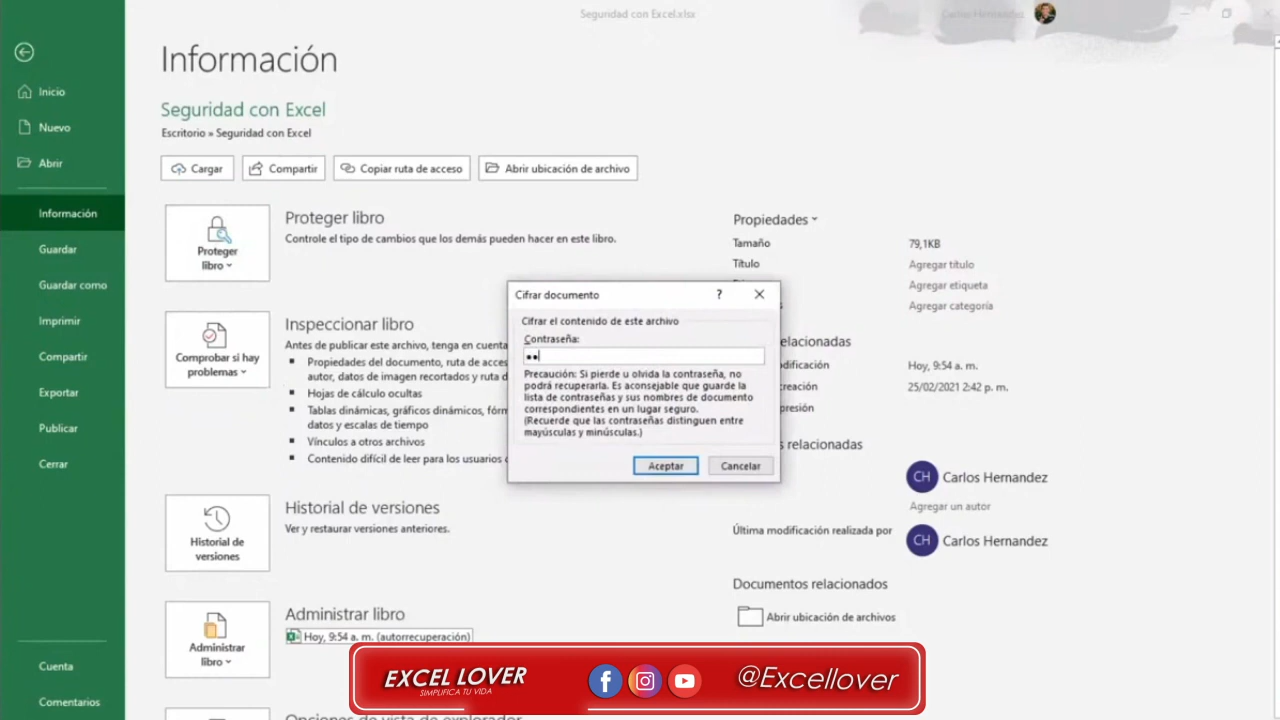 Seguridad con Excel.xlsx
Carlos Hernandez
Información
Inicio
Nuevo
Abrir
Información
Guardar
Guardar como
Imprimir
Compartir
Exportar
Publicar
Cerrar
Cuenta
Comentarios
Seguridad con Excel
Escritorio » Seguridad con Excel
Cargar
Compartir
Copiar ruta de acceso
Abrir ubicación de archivo
Proteger
libro
Proteger libro
Controle el tipo de cambios que los demás pueden hacer en este libro.
Comprobar si hay
problemas
Inspeccionar libro
Antes de publicar este archivo, tenga en cuenta
Propiedades del documento, ruta de acce
autor, datos de imagen recortados y ruta d
Hojas de cálculo ocultas
Tablas dinámicas, gráficos dinámicos, fórm
datos y escalas de tiempo
Vínculos a otros archivos
Contenido difícil de leer para los usuarios
Historial de
versiones
Historial de versiones
Ver y restaurar versiones anteriores.
Administrar
libro
Administrar libro
Hoy, 9:54 a. m. (autorrecuperación)
Cifrar documento
?
Cifrar el contenido de este archivo
Contraseña:
Precaución: Si pierde u olvida la contraseña, no
podrá recuperarla. Es aconsejable que guarde la
lista de contraseñas y sus nombres de documento
correspondientes en un lugar seguro.
(Recuerde que las contraseñas distinguen entre
mayúsculas y minúsculas.)
Aceptar
Cancelar
Propiedades
Tamaño 79,1KB
Título Agregar título
Agregar etiqueta
Agregar categoría
elacionadas
dificación Hoy, 9:54 a. m.
creación 25/02/2021 2:42 p. m.
presión
s relacionadas
CH Carlos Hernandez
Agregar un autor
Última modificación realizada por CH Carlos Hernandez
Documentos relacionados
Abrir ubicación de archivos
EXCEL LOVER
SIMPLIFICA TU VIDA
@Excellover